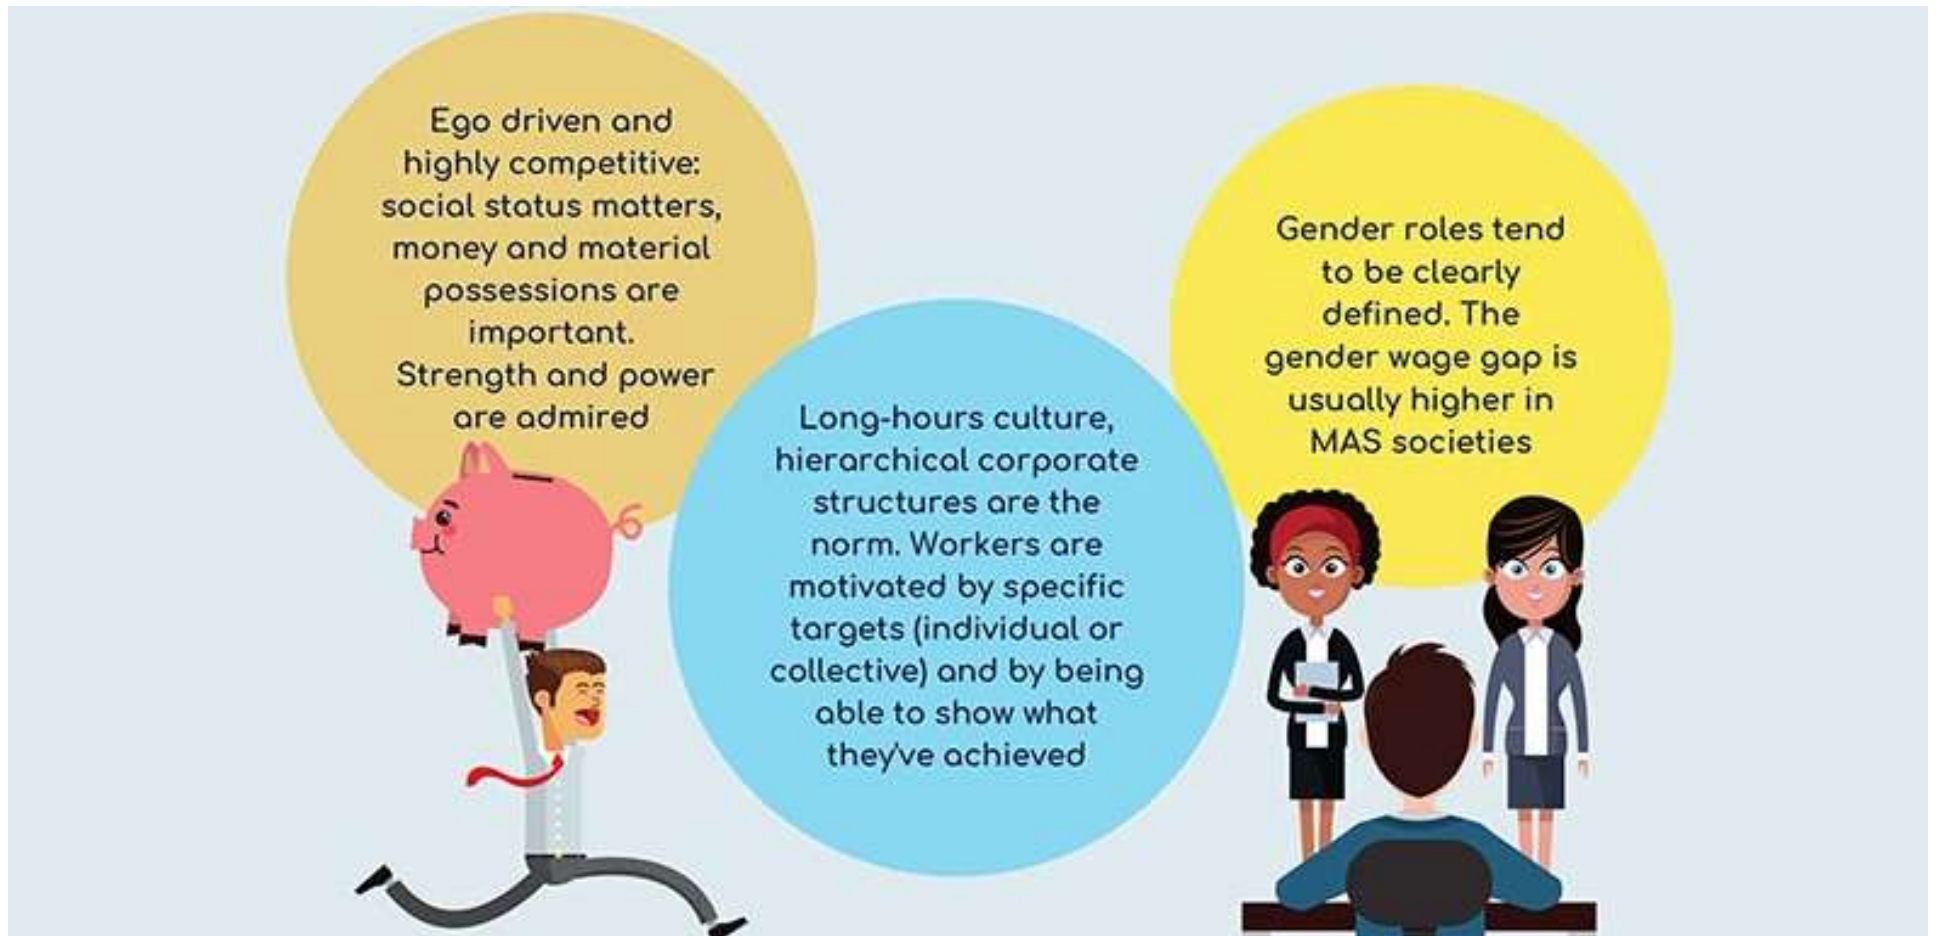 Ego driven and
highly competitive:
social status matters,
money and material
possessions are
important.
Strength and power
are admired
Long-hours culture,
hierarchical corporate
structures are the
norm. Workers are
motivated by specific
targets (individual or
collective) and by being
able to show what
they've achieved
Gender roles tend
to be clearly
defined. The
gender wage gap is
usually higher in
MAS societies